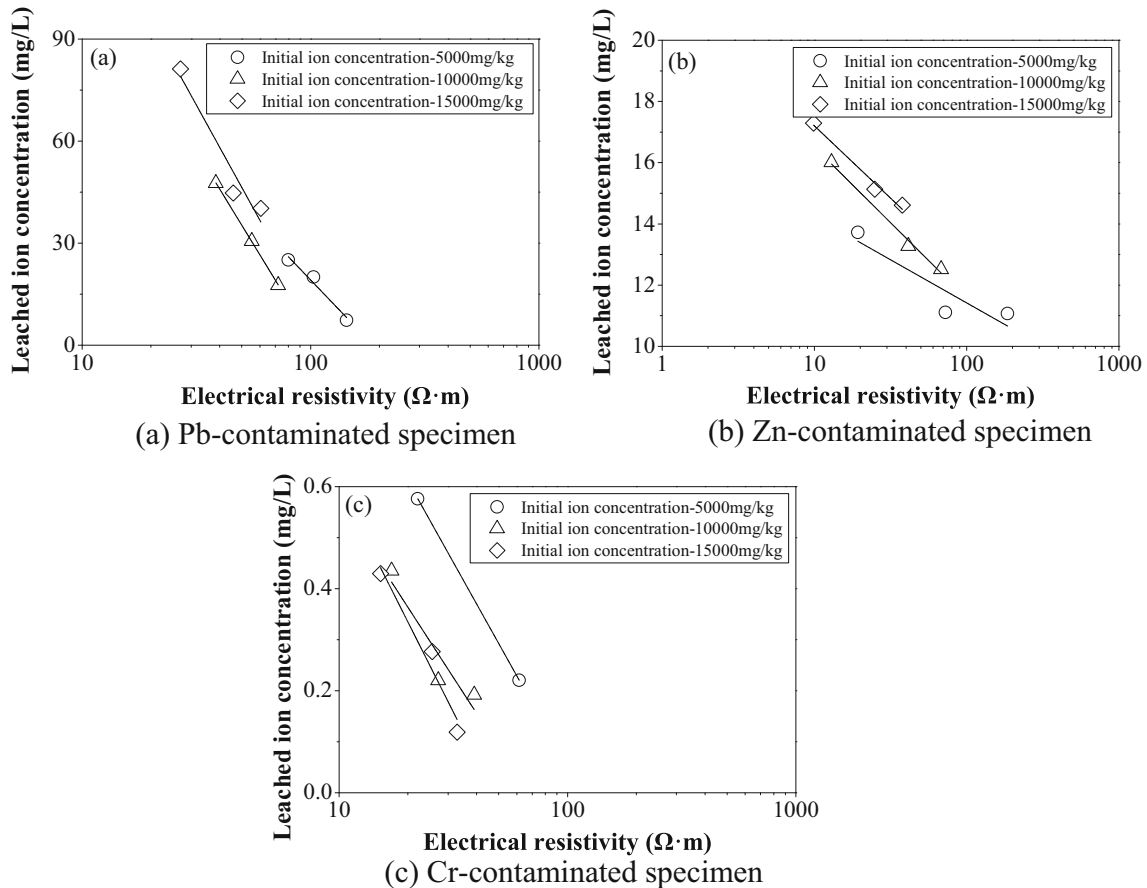 Leached ion concentration (mg/L)
90
60
30
0
(a)
Initial ion concentration-5000mg/kg
Initial ion concentration-10000mg/kg
Initial ion concentration-15000mg/kg
10
100
1000
Electrical resistivity (Ω·m)
(a) Pb-contaminated specimen
Leached ion concentration (mg/L)
20
18
16
14
12
10
(b)
Initial ion concentration-5000mg/kg
Initial ion concentration-10000mg/kg
Initial ion concentration-15000mg/kg
1
10
100
1000
Electrical resistivity (Ω·m)
(b) Zn-contaminated specimen
Leached ion concentration (mg/L)
0.6
0.4
0.2
0.0
(c)
Initial ion concentration-5000mg/kg
Initial ion concentration-10000mg/kg
Initial ion concentration-15000mg/kg
10
100
1000
Electrical resistivity (Ω·m)
(c) Cr-contaminated specimen